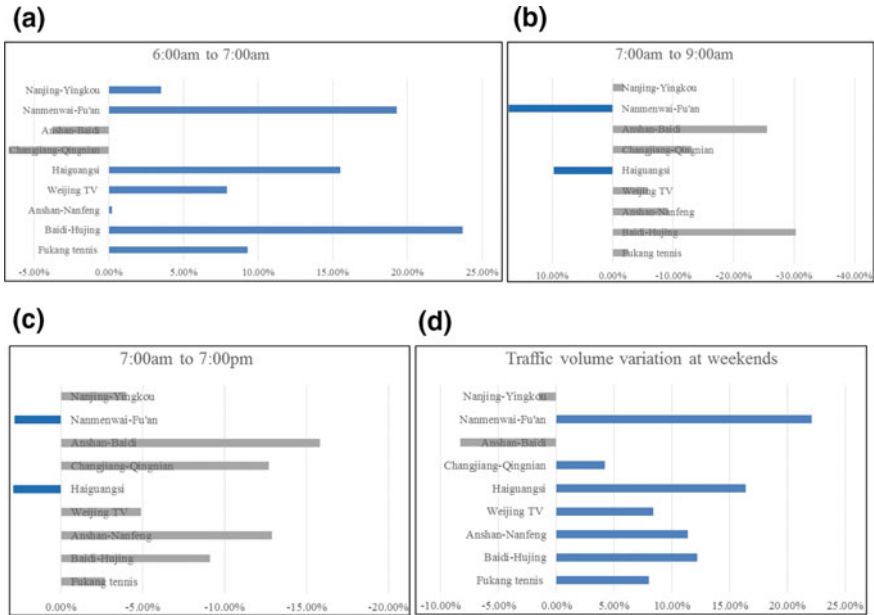 (a)
6:00am to 7:00am
Nanjing-Yingkou
Nanmenwai-Fu'an
Anshan-Baidi
Changjiang-Qingnian
Haiguangsi
Weijing TV
Anshan-Nanfeng
Baidi-Hujing
Fukang tennis
-5.00% 0.00% 5.00% 10.00% 15.00% 20.00% 25.00%
(b)
7:00am to 9:00am
Nanjing-Yingkou
Nanmenwai-Fu'an
Anshan-Baidi
Changjiang-Qingnian
Haiguangsi
Weijing TV
Anshan-Nanfeng
Baidi-Hujing
Fukang tennis
10.00% 0.00% -10.00% -20.00% -30.00% -40.00%
(c)
7:00am to 7:00pm
Nanjing-Yingkou
Nanmenwai-Fu'an
Anshan-Baidi
Changjiang-Qingnian
Haiguangsi
Weijing TV
Anshan-Nanfeng
Baidi-Hujing
Fukang tennis
0.00% -5.00% -10.00% -15.00% -20.00%
(d)
Traffic volume variation at weekends
Nanjing-Yingkou
Nanmenwai-Fu'an
Anshan-Baidi
Changjiang-Qingnian
Haiguangsi
Weijing TV
Anshan-Nanfeng
Baidi-Hujing
Fukang tennis
-10.00% -5.00% 0.00% 5.00% 10.00% 15.00% 20.00% 25.00%